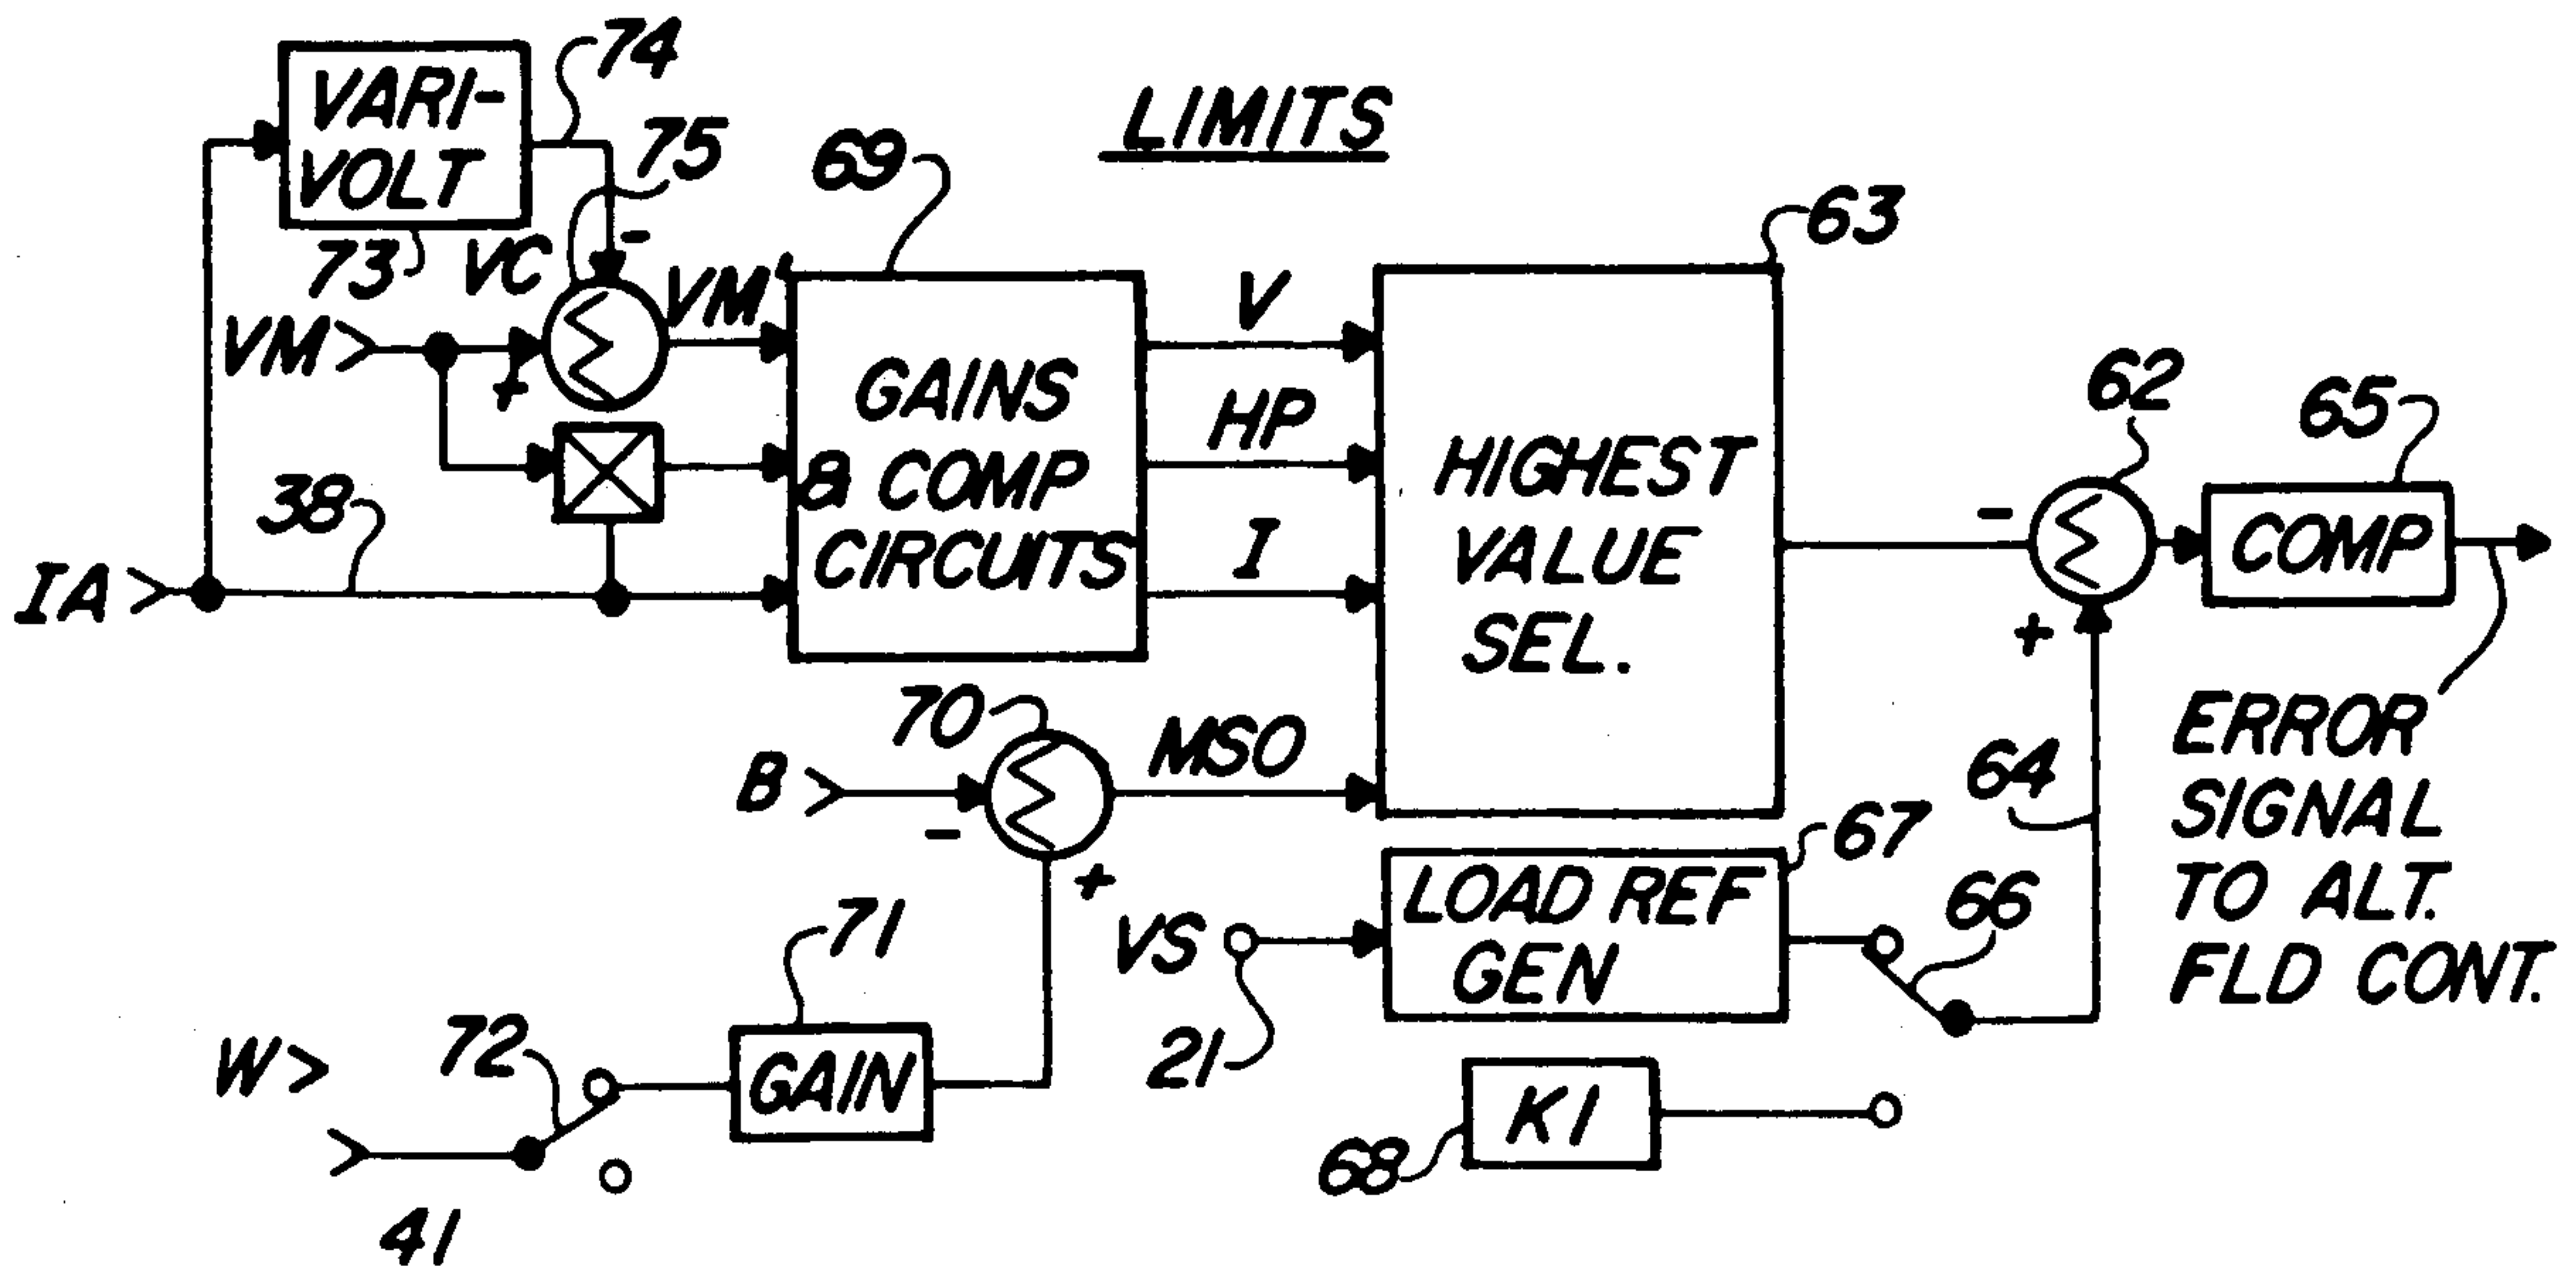 LIMITS
VARI-
VOLT
74
75
73
VC
-
VM
+
VM'
69
GAINS
& COMP
CIRCUITS
38
IA
V
HP
I
63
HIGHEST
VALUE
SEL.
62
-
+
65
COMP
64
ERROR
SIGNAL
TO ALT.
FLD CONT.
70
B
-
+
MSO
71
GAIN
W
72
41
VS
21
67
LOAD REF
GEN
66
68
K1